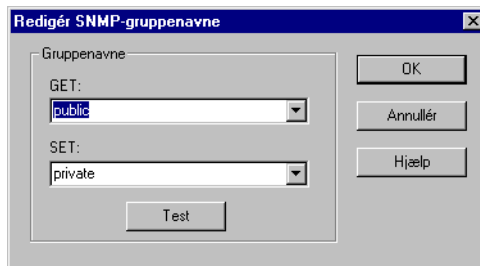 Redigér SNMP-gruppenavne
Gruppenavne
GET:
public
SET:
private
Test
OK
Annullér
Hjælp